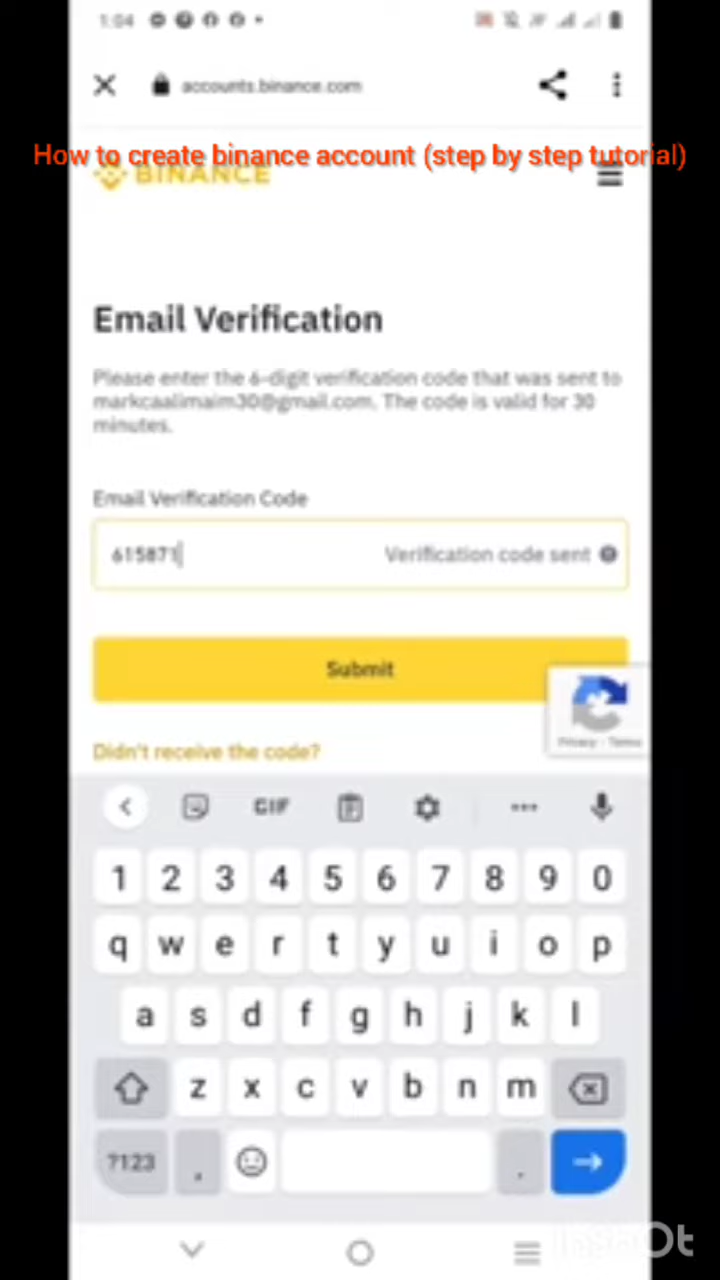 1:04
accounts.binance.com
How to create binance account (step by step tutorial)
BINANCE
Email Verification
Please enter the 6-digit verification code that was sent to
markcaalimaim30@gmail.com. The code is valid for 30
minutes.
Email Verification Code
615871 Verification code sent
Submit
Privacy - Terms
Didn't receive the code?
GIF
1 2 3 4 5 6 7 8 9 0
q w e r t y u i o p
a s d f g h j k l
z x c v b n m
?123 , .